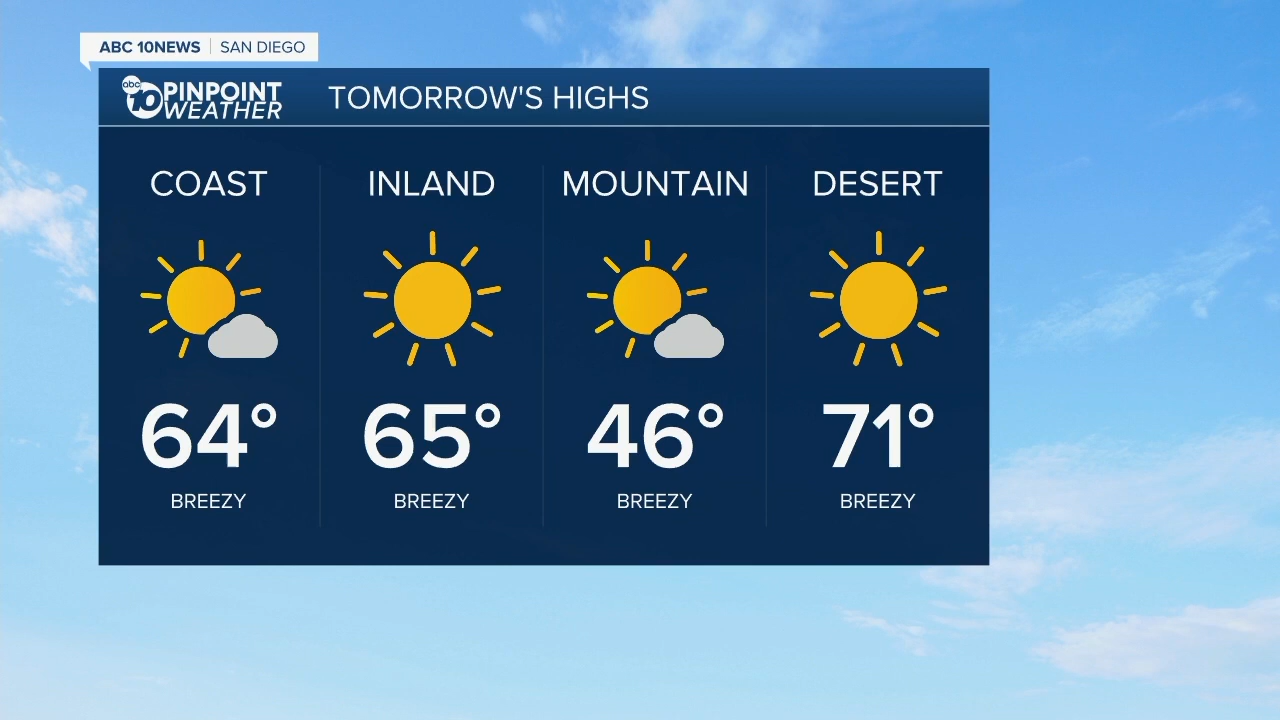 ABC 10NEWS | SAN DIEGO
abc 10 PINPOINT WEATHER
TOMORROW'S HIGHS
COAST
INLAND
MOUNTAIN
DESERT
64°
65°
46°
71°
BREEZY
BREEZY
BREEZY
BREEZY